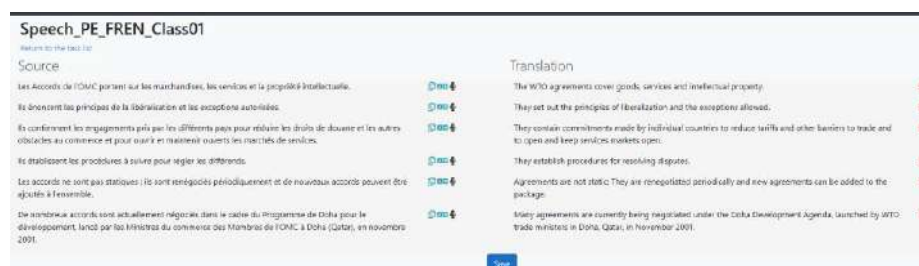 Speech_PE_FREN_Class01
Return to the task list
Source
Translation
Les Accords de l'OMC portent sur les marchandises, les services et la propriété intellectuelle.
The WTO agreements cover goods, services and intellectual property.
Ils énoncent les principes de la libéralisation et les exceptions autorisées.
They set out the principles of liberalization and the exceptions allowed.
Ils contiennent les engagements pris par les différents pays pour réduire les droits de douane et les autres
obstacles au commerce et pour ouvrir et maintenir ouverts les marchés de services.
They contain commitments made by individual countries to reduce tariffs and other barriers to trade and
to open and keep services markets open.
Ils établissent les procédures à suivre pour régler les différends.
They establish procedures for resolving disputes.
Les accords ne sont pas statiques ; ils sont renégociés périodiquement et de nouveaux accords peuvent être
ajoutés à l'ensemble.
Agreements are not static; They are renegotiated periodically and new agreements can be added to the
package.
De nombreux accords sont actuellement négociés dans le cadre du Programme de Doha pour le
développement, lancé par les Ministres du commerce des Membres de l'OMC à Doha (Qatar), en novembre
2001.
Many agreements are currently being negotiated under the Doha Development Agenda, launched by WTO
trade ministers in Doha, Qatar, in November 2001.
Save